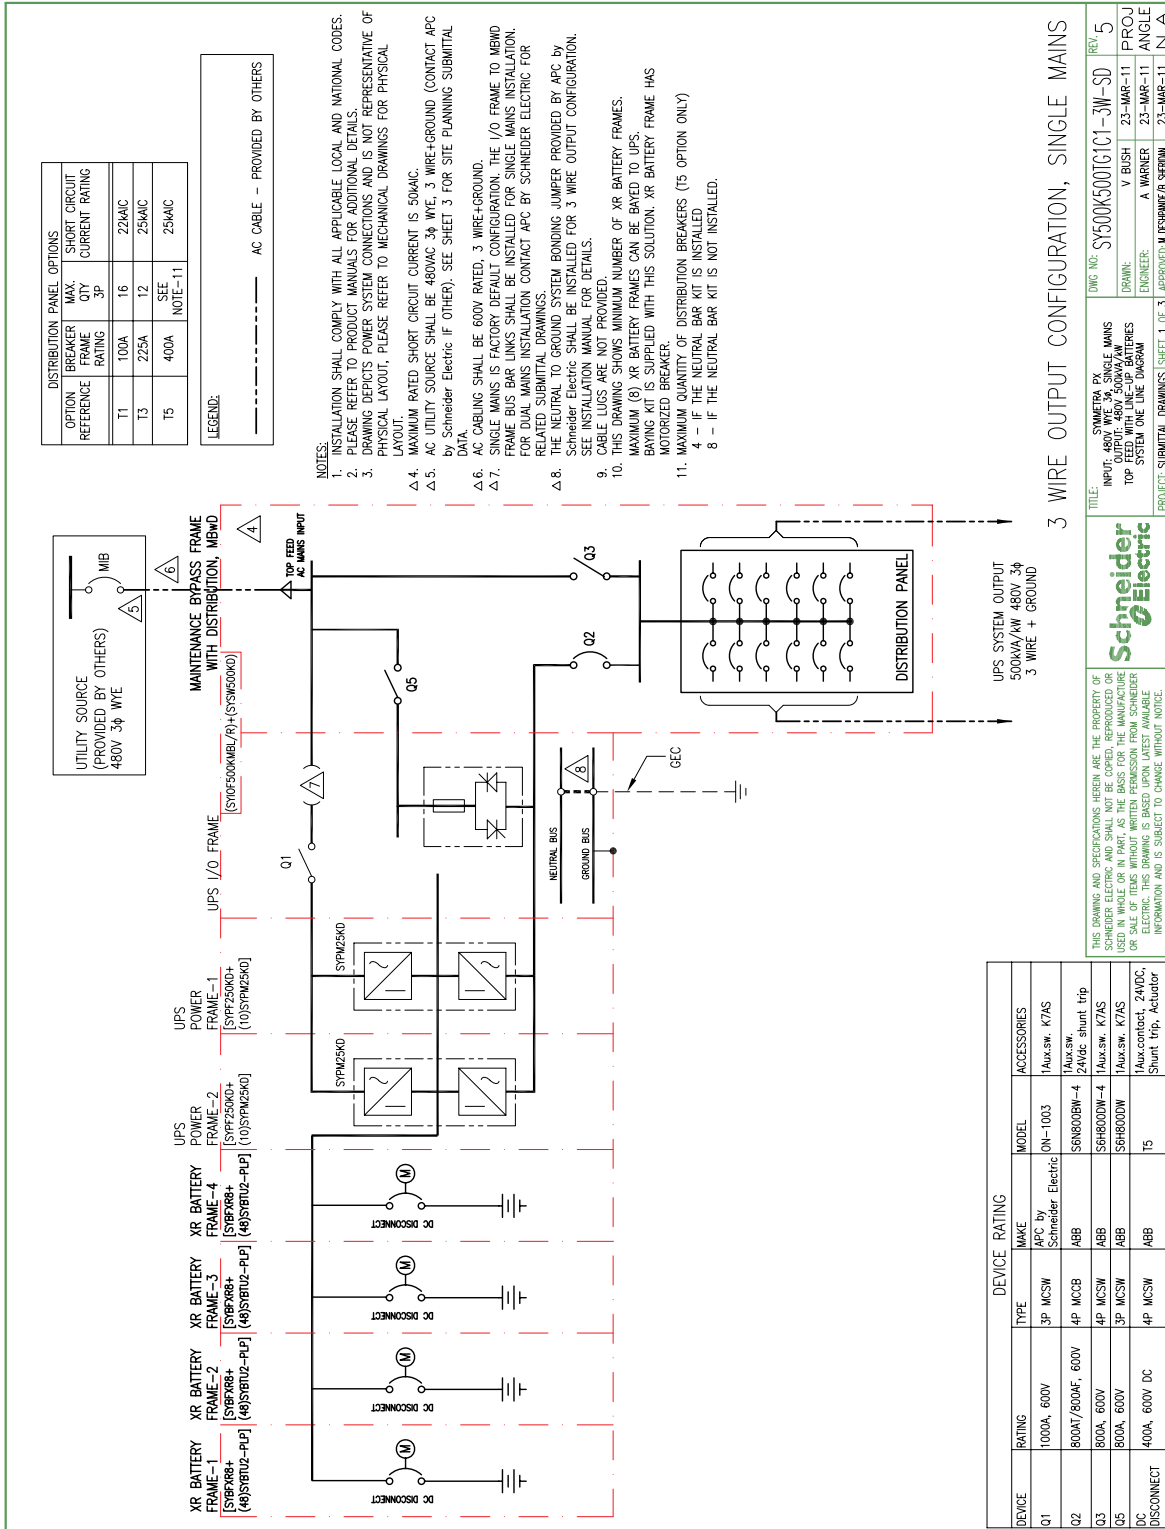 UTILITY SOURCE
(PROVIDED BY OTHERS)
480V 3ϕ WYE
MIB
5
6
MAINTENANCE BYPASS FRAME
WITH DISTRIBUTION, MBwD
(SYIOF500KMBL/R)+(SYSW500KD)
4
TOP FEED
AC MAINS INPUT
UPS I/O FRAME
UPS
POWER
FRAME-1
[SYPF250KD+
(10)SYPM25KD]
UPS
POWER
FRAME-2
[SYPF250KD+
(10)SYPM25KD]
XR BATTERY
FRAME-4
[SYBFXR8+
(48)SYBTU2-PLP]
XR BATTERY
FRAME-3
[SYBFXR8+
(48)SYBTU2-PLP]
XR BATTERY
FRAME-2
[SYBFXR8+
(48)SYBTU2-PLP]
XR BATTERY
FRAME-1
[SYBFXR8+
(48)SYBTU2-PLP]
Q1
7
Q5
Q3
Q2
SYPM25KD
SYPM25KD
M
DC DISCONNECT
M
DC DISCONNECT
M
DC DISCONNECT
M
DC DISCONNECT
NEUTRAL BUS
GROUND BUS
8
GEC
DISTRIBUTION PANEL
UPS SYSTEM OUTPUT
500kVA/kW 480V 3ϕ
3 WIRE + GROUND
DISTRIBUTION PANEL OPTIONS
OPTION REFERENCE | BREAKER FRAME RATING | MAX. QTY 3P | SHORT CIRCUIT CURRENT RATING
T1 | 100A | 16 | 22kAIC
T3 | 225A | 12 | 25kAIC
T5 | 400A | SEE NOTE-11 | 25kAIC
LEGEND:
AC CABLE - PROVIDED BY OTHERS
NOTES:
1. INSTALLATION SHALL COMPLY WITH ALL APPLICABLE LOCAL AND NATIONAL CODES.
2. PLEASE REFER TO PRODUCT MANUALS FOR ADDITIONAL DETAILS.
3. DRAWING DEPICTS POWER SYSTEM CONNECTIONS AND IS NOT REPRESENTATIVE OF
PHYSICAL LAYOUT, PLEASE REFER TO MECHANICAL DRAWINGS FOR PHYSICAL
LAYOUT.
△ 4. MAXIMUM RATED SHORT CIRCUIT CURRENT IS 50kAIC.
△ 5. AC UTILITY SOURCE SHALL BE 480VAC 3ϕ WYE, 3 WIRE+GROUND (CONTACT APC
by Schneider Electric IF OTHER). SEE SHEET 3 FOR SITE PLANNING SUBMITTAL
DATA.
△ 6. AC CABLING SHALL BE 600V RATED, 3 WIRE+GROUND.
△ 7. SINGLE MAINS IS FACTORY DEFAULT CONFIGURATION. THE I/O FRAME TO MBWD
FRAME BUS BAR LINKS SHALL BE INSTALLED FOR SINGLE MAINS INSTALLATION.
FOR DUAL MAINS INSTALLATION CONTACT APC BY SCHNEIDER ELECTRIC FOR
RELATED SUBMITTAL DRAWINGS.
△ 8. THE NEUTRAL TO GROUND SYSTEM BONDING JUMPER PROVIDED BY APC by
Schneider Electric SHALL BE INSTALLED FOR 3 WIRE OUTPUT CONFIGURATION.
SEE INSTALLATION MANUAL FOR DETAILS.
9. CABLE LUGS ARE NOT PROVIDED.
10. THIS DRAWING SHOWS MINIMUM NUMBER OF XR BATTERY FRAMES.
MAXIMUM (8) XR BATTERY FRAMES CAN BE BAYED TO UPS.
BAYING KIT IS SUPPLIED WITH THIS SOLUTION. XR BATTERY FRAME HAS
MOTORIZED BREAKER.
11. MAXIMUM QUANTITY OF DISTRIBUTION BREAKERS (T5 OPTION ONLY)
4 - IF THE NEUTRAL BAR KIT IS INSTALLED
8 - IF THE NEUTRAL BAR KIT IS NOT INSTALLED.
3 WIRE OUTPUT CONFIGURATION, SINGLE MAINS
DEVICE RATING
DEVICE | RATING | TYPE | MAKE | MODEL | ACCESSORIES
Q1 | 1000A, 600V | 3P MCSW | APC by Schneider Electric | ON-1003 | 1Aux.sw. K7AS
Q2 | 800AT/800AF, 600V | 4P MCCB | ABB | S6N800BW-4 | 1Aux.sw. 24Vdc shunt trip
Q3 | 800A, 600V | 4P MCSW | ABB | S6H800DW-4 | 1Aux.sw. K7AS
Q5 | 800A, 600V | 3P MCSW | ABB | S6H800DW | 1Aux.sw. K7AS
DC DISCONNECT | 400A, 600V DC | 4P MCSW | ABB | T5 | 1Aux.contact, 24VDC, Shunt trip, Actuator
THIS DRAWING AND SPECIFICATIONS HEREIN ARE THE PROPERTY OF
SCHNEIDER ELECTRIC AND SHALL NOT BE COPIED, REPRODUCED OR
USED IN WHOLE OR IN PART, AS THE BASIS FOR THE MANUFACTURE
OR SALE OF ITEMS WITHOUT WRITTEN PERMISSION FROM SCHNEIDER
ELECTRIC. THIS DRAWING IS BASED UPON LATEST AVAILABLE
INFORMATION AND IS SUBJECT TO CHANGE WITHOUT NOTICE.
Schneider
Electric
TITLE: SYMMETRA PX
INPUT: 480V WYE 3ϕ, SINGLE MAINS
OUTPUT: 480V 500kVA/kW
TOP FEED WITH LINE-UP BATTERIES
SYSTEM ONE LINE DIAGRAM
PROJECT: SUBMITTAL DRAWINGS
SHEET 1 OF 3
DWG NO: SY500K500TG1C1-3W-SD
REV: 5
DRAWN: V BUSH 23-MAR-11
ENGINEER: A WARNER 23-MAR-11
APPROVED: 23-MAR-11
PROJ
ANGLE
N A